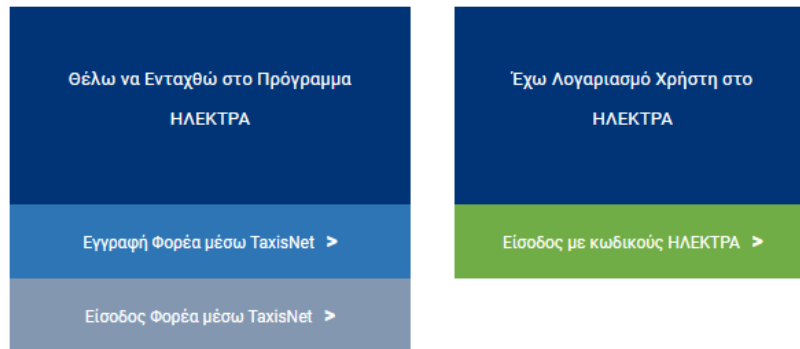 Θέλω να Ενταχθώ στο Πρόγραμμα
ΗΛΕΚΤΡΑ
Εγγραφή Φορέα μέσω TaxisNet >
Είσοδος Φορέα μέσω TaxisNet >
Έχω Λογαριασμό Χρήστη στο
ΗΛΕΚΤΡΑ
Είσοδος με κωδικούς ΗΛΕΚΤΡΑ >